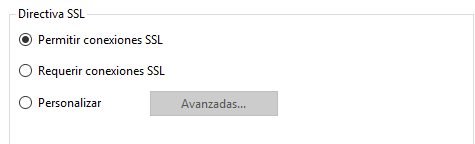 Directiva SSL
Permitir conexiones SSL
Requerir conexiones SSL
Personalizar Avanzadas...